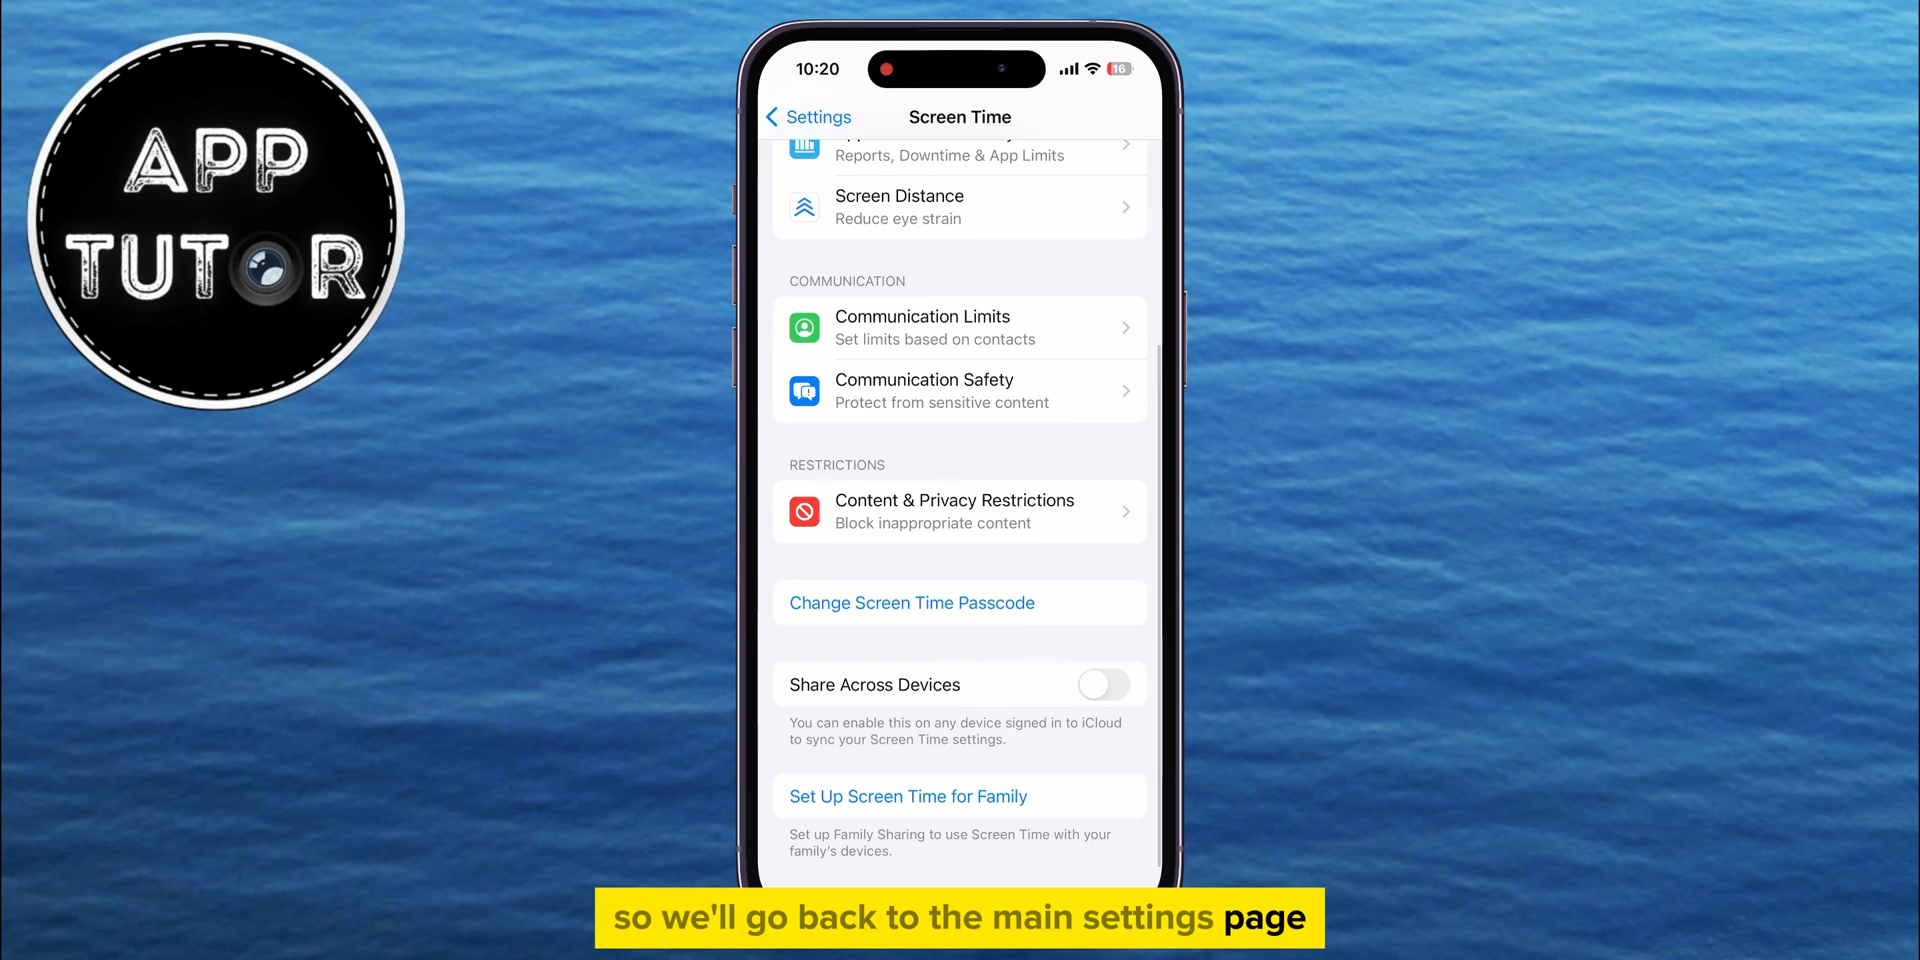 APP
TUTOR
10:20
16
Settings
Screen Time
Reports, Downtime & App Limits
Screen Distance
Reduce eye strain
COMMUNICATION
Communication Limits
Set limits based on contacts
Communication Safety
Protect from sensitive content
RESTRICTIONS
Content & Privacy Restrictions
Block inappropriate content
Change Screen Time Passcode
Share Across Devices
You can enable this on any device signed in to iCloud
to sync your Screen Time settings.
Set Up Screen Time for Family
Set up Family Sharing to use Screen Time with your
family's devices.
so we'll go back to the main settings page